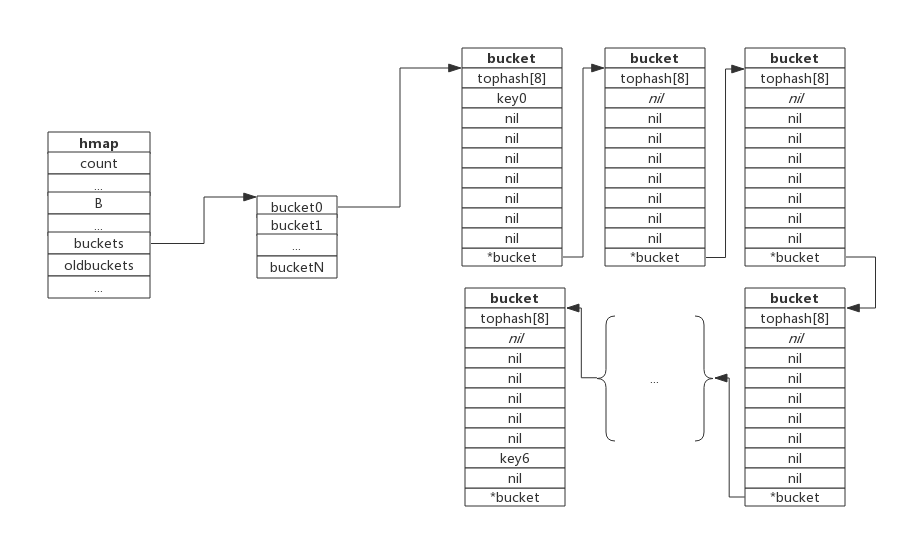 hmap
count
...
B
...
buckets
oldbuckets
...
bucket0
bucket1
...
bucketN
bucket
tophash[8]
key0
nil
nil
nil
nil
nil
nil
nil
*bucket
bucket
tophash[8]
nil
nil
nil
nil
nil
nil
nil
nil
*bucket
bucket
tophash[8]
nil
nil
nil
nil
nil
nil
nil
nil
*bucket
bucket
tophash[8]
nil
nil
nil
nil
nil
nil
nil
nil
*bucket
...
bucket
tophash[8]
nil
nil
nil
nil
nil
nil
key6
nil
*bucket